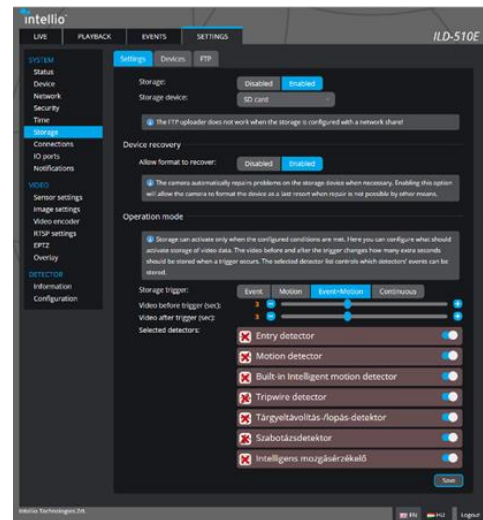 intellio
LIVE PLAYBACK EVENTS SETTINGS ILD-510E
SYSTEM
Status
Device
Network
Security
Time
Storage
Connections
IO ports
Notifications
VIDEO
Sensor settings
Image settings
Video encoder
RTSP settings
EPTZ
Overlay
DETECTOR
Information
Configuration
Settings Devices FTP
Storage: Disabled Enabled
Storage device: SD card
The FTP uploader does not work when the storage is configured with a network share!
Device recovery
Allow format to recover: Disabled Enabled
The camera automatically repairs problems on the storage device when necessary. Enabling this option
will allow the camera to format the device as a last resort when repair is not possible by other means.
Operation mode
Storage can activate only when the configured conditions are met. Here you can configure what should
activate storage of video data. The video before and after the trigger changes how many extra seconds
should be stored when a trigger occurs. The selected detector list controls which detectors' events can be
stored.
Storage trigger: Event Motion Event+Motion Continuous
Video before trigger (sec): 3
Video after trigger (sec): 3
Selected detectors:
Entry detector
Motion detector
Built-in Intelligent motion detector
Tripwire detector
Tárgyeltávolítás-/lopás-detektor
Szabotázsdetektor
Intelligens mozgásérzékelő
Save
Intellio Technologies Zrt.
EN HU Logout